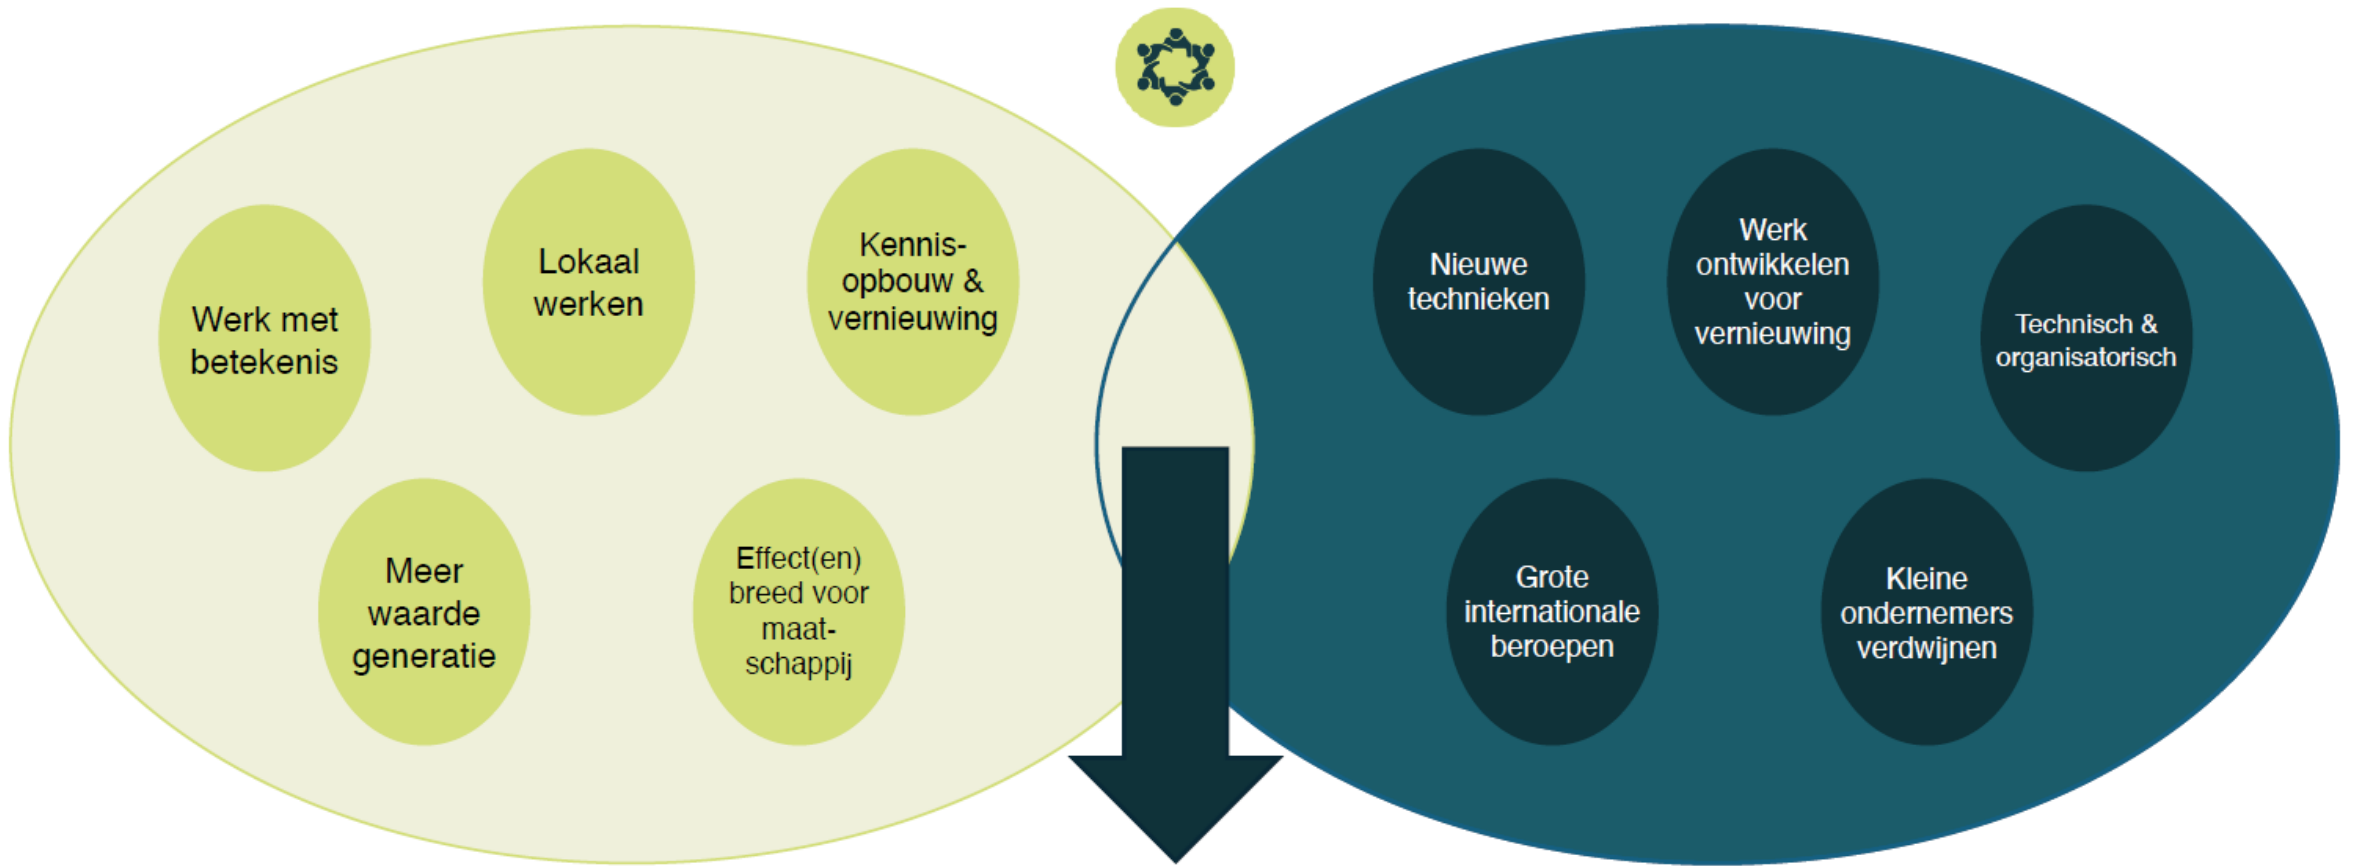 Werk met
betekenis
Lokaal
werken
Kennis-
opbouw &
vernieuwing
Meer
waarde
generatie
Effect(en)
breed voor
maat-
schappij
Nieuwe
technieken
Werk
ontwikkelen
voor
vernieuwing
Technisch &
organisatorisch
Grote
internationale
beroepen
Kleine
ondernemers
verdwijnen